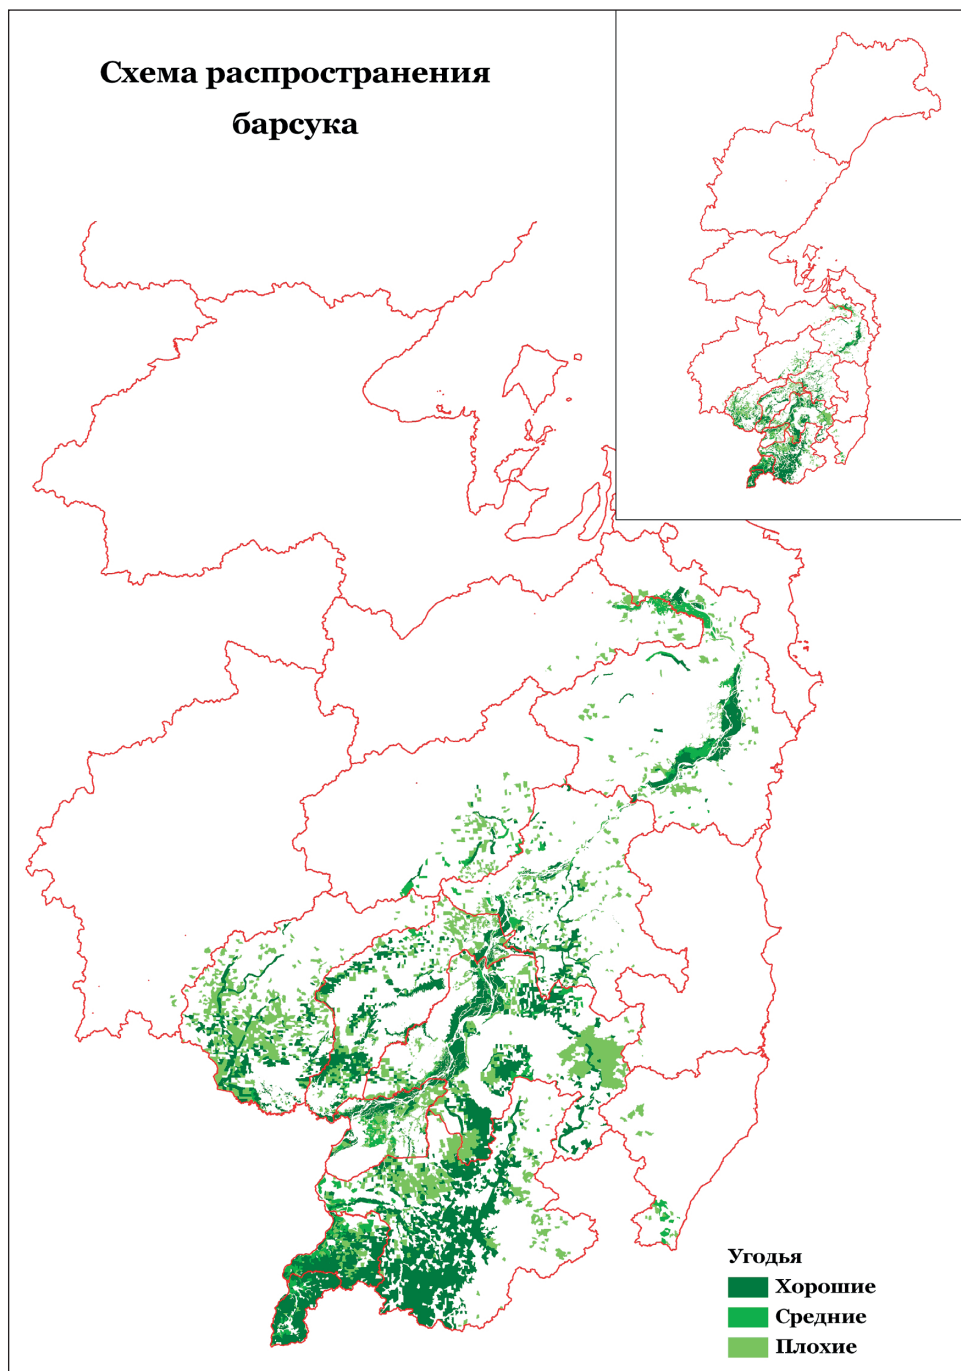 Схема распространения
барсука
Угодья
Хорошие
Средние
Плохие